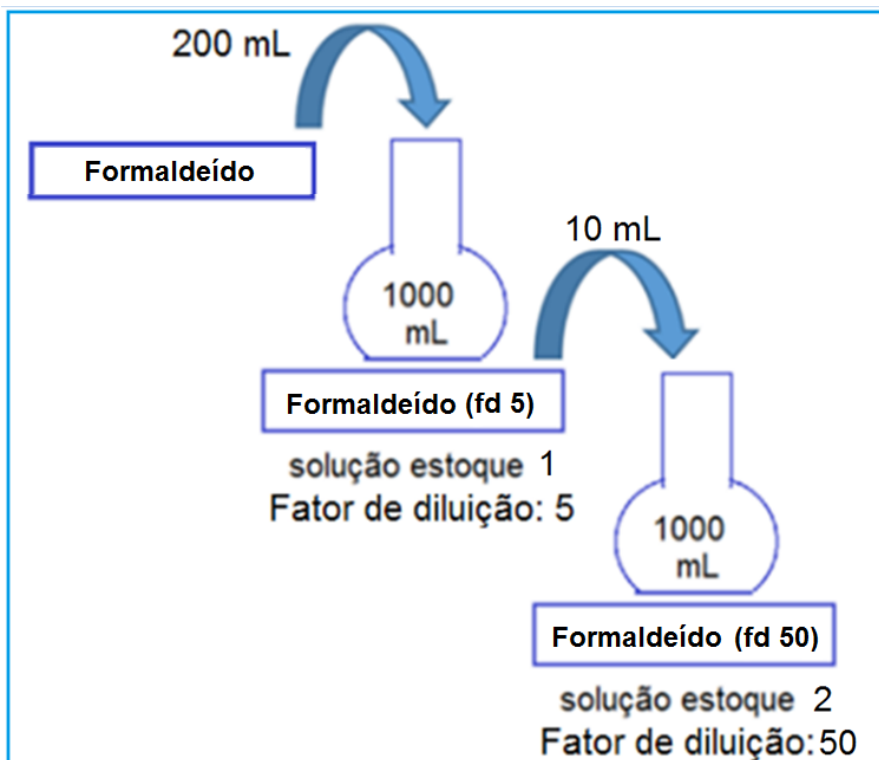 200 mL
Formaldeído
10 mL
1000
mL
Formaldeído (fd 5)
solução estoque 1
Fator de diluição: 5
1000
mL
Formaldeído (fd 50)
solução estoque 2
Fator de diluição:50